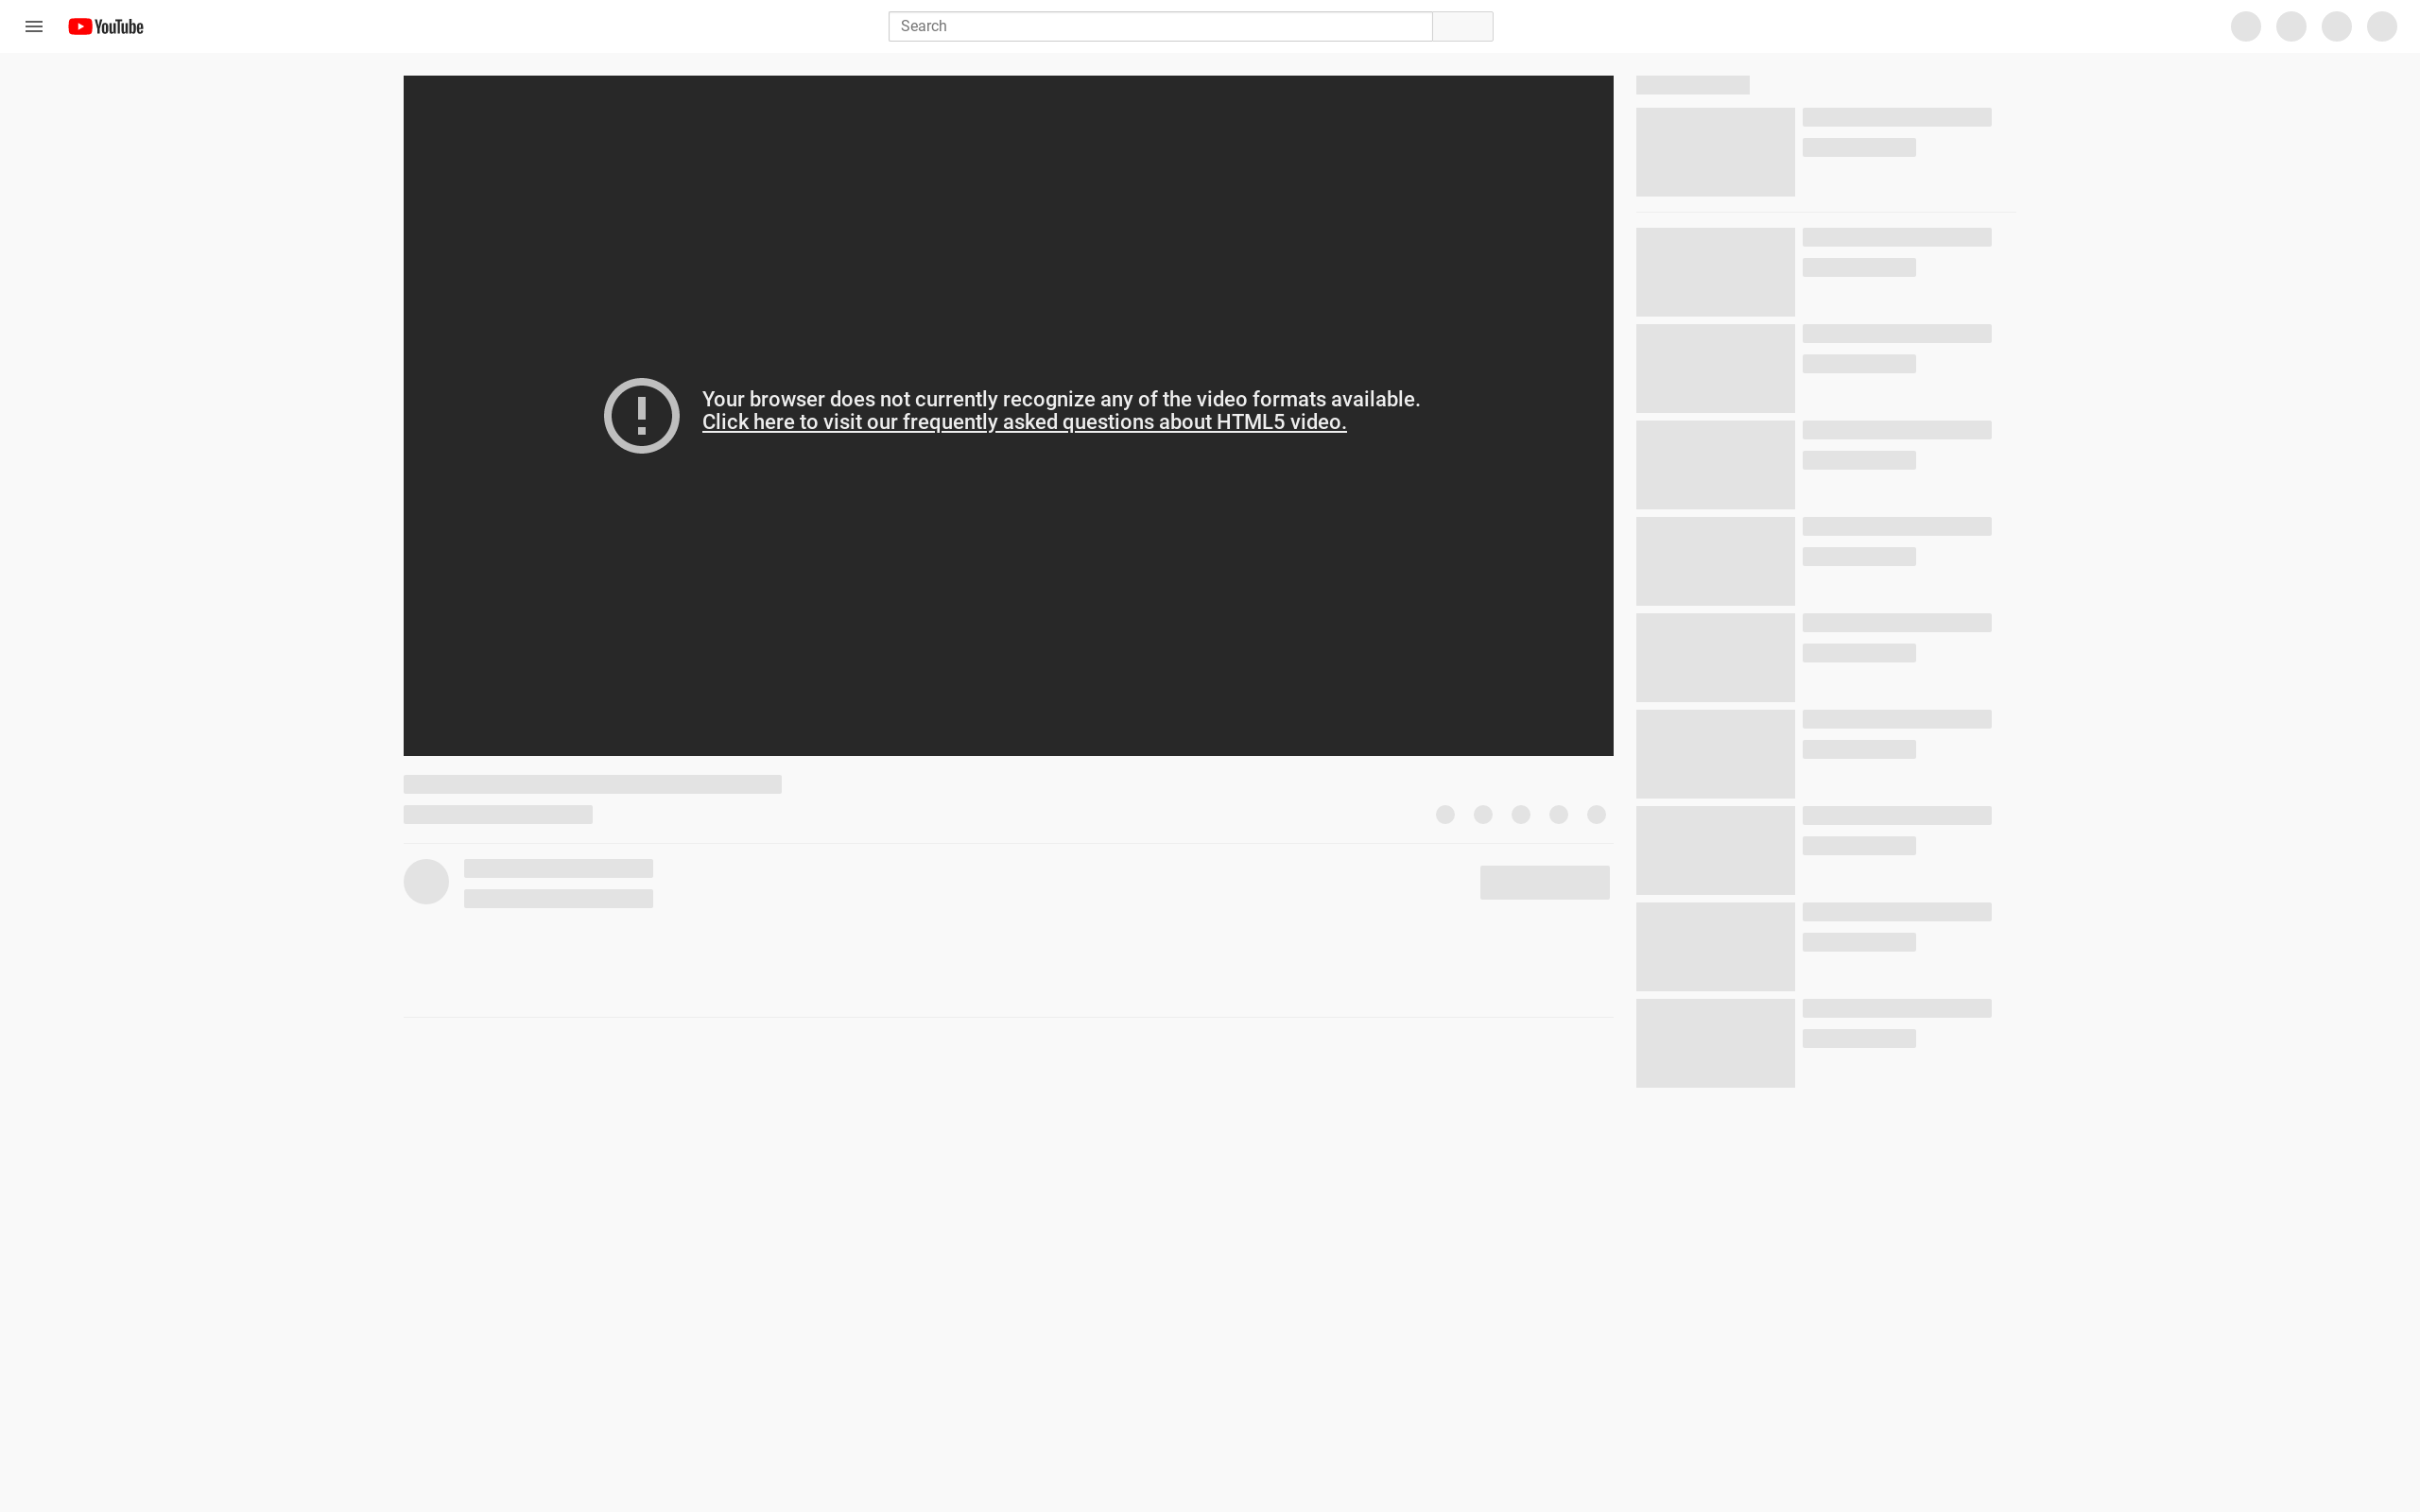 YouTube
Search
Your browser does not currently recognize any of the video formats available.
Click here to visit our frequently asked questions about HTML5 video.